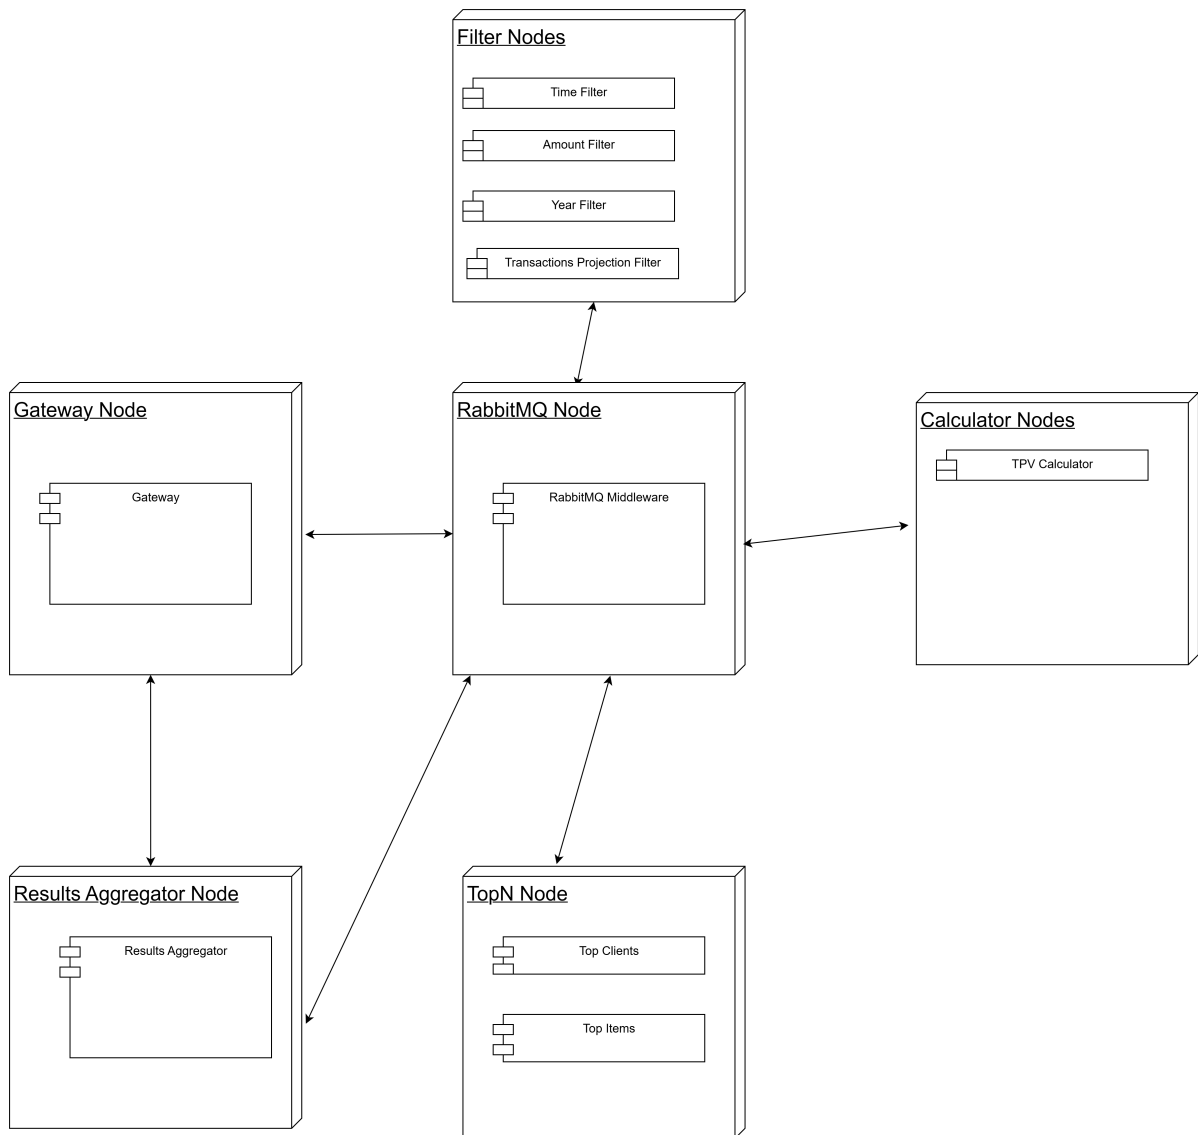 Filter Nodes
Time Filter
Amount Filter
Year Filter
Transactions Projection Filter
Gateway Node
Gateway
RabbitMQ Node
RabbitMQ Middleware
Calculator Nodes
TPV Calculator
Results Aggregator Node
Results Aggregator
TopN Node
Top Clients
Top Items